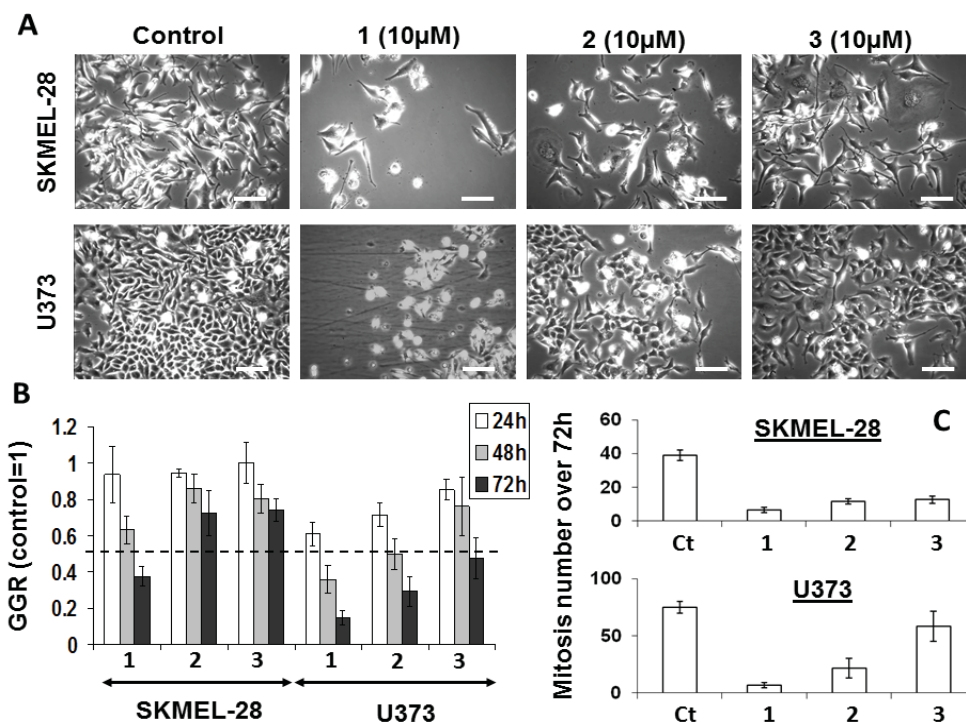 A
Control
1 (10µM)
2 (10µM)
3 (10µM)
SKMEL-28
U373
B
GGR (control=1)
1.2
1
0.8
0.6
0.4
0.2
0
24h
48h
72h
1 2 3 1 2 3
SKMEL-28 U373
C
Mitosis number over 72h
SKMEL-28
60
40
20
0
Ct 1 2 3
U373
75
50
0
Ct 1 2 3